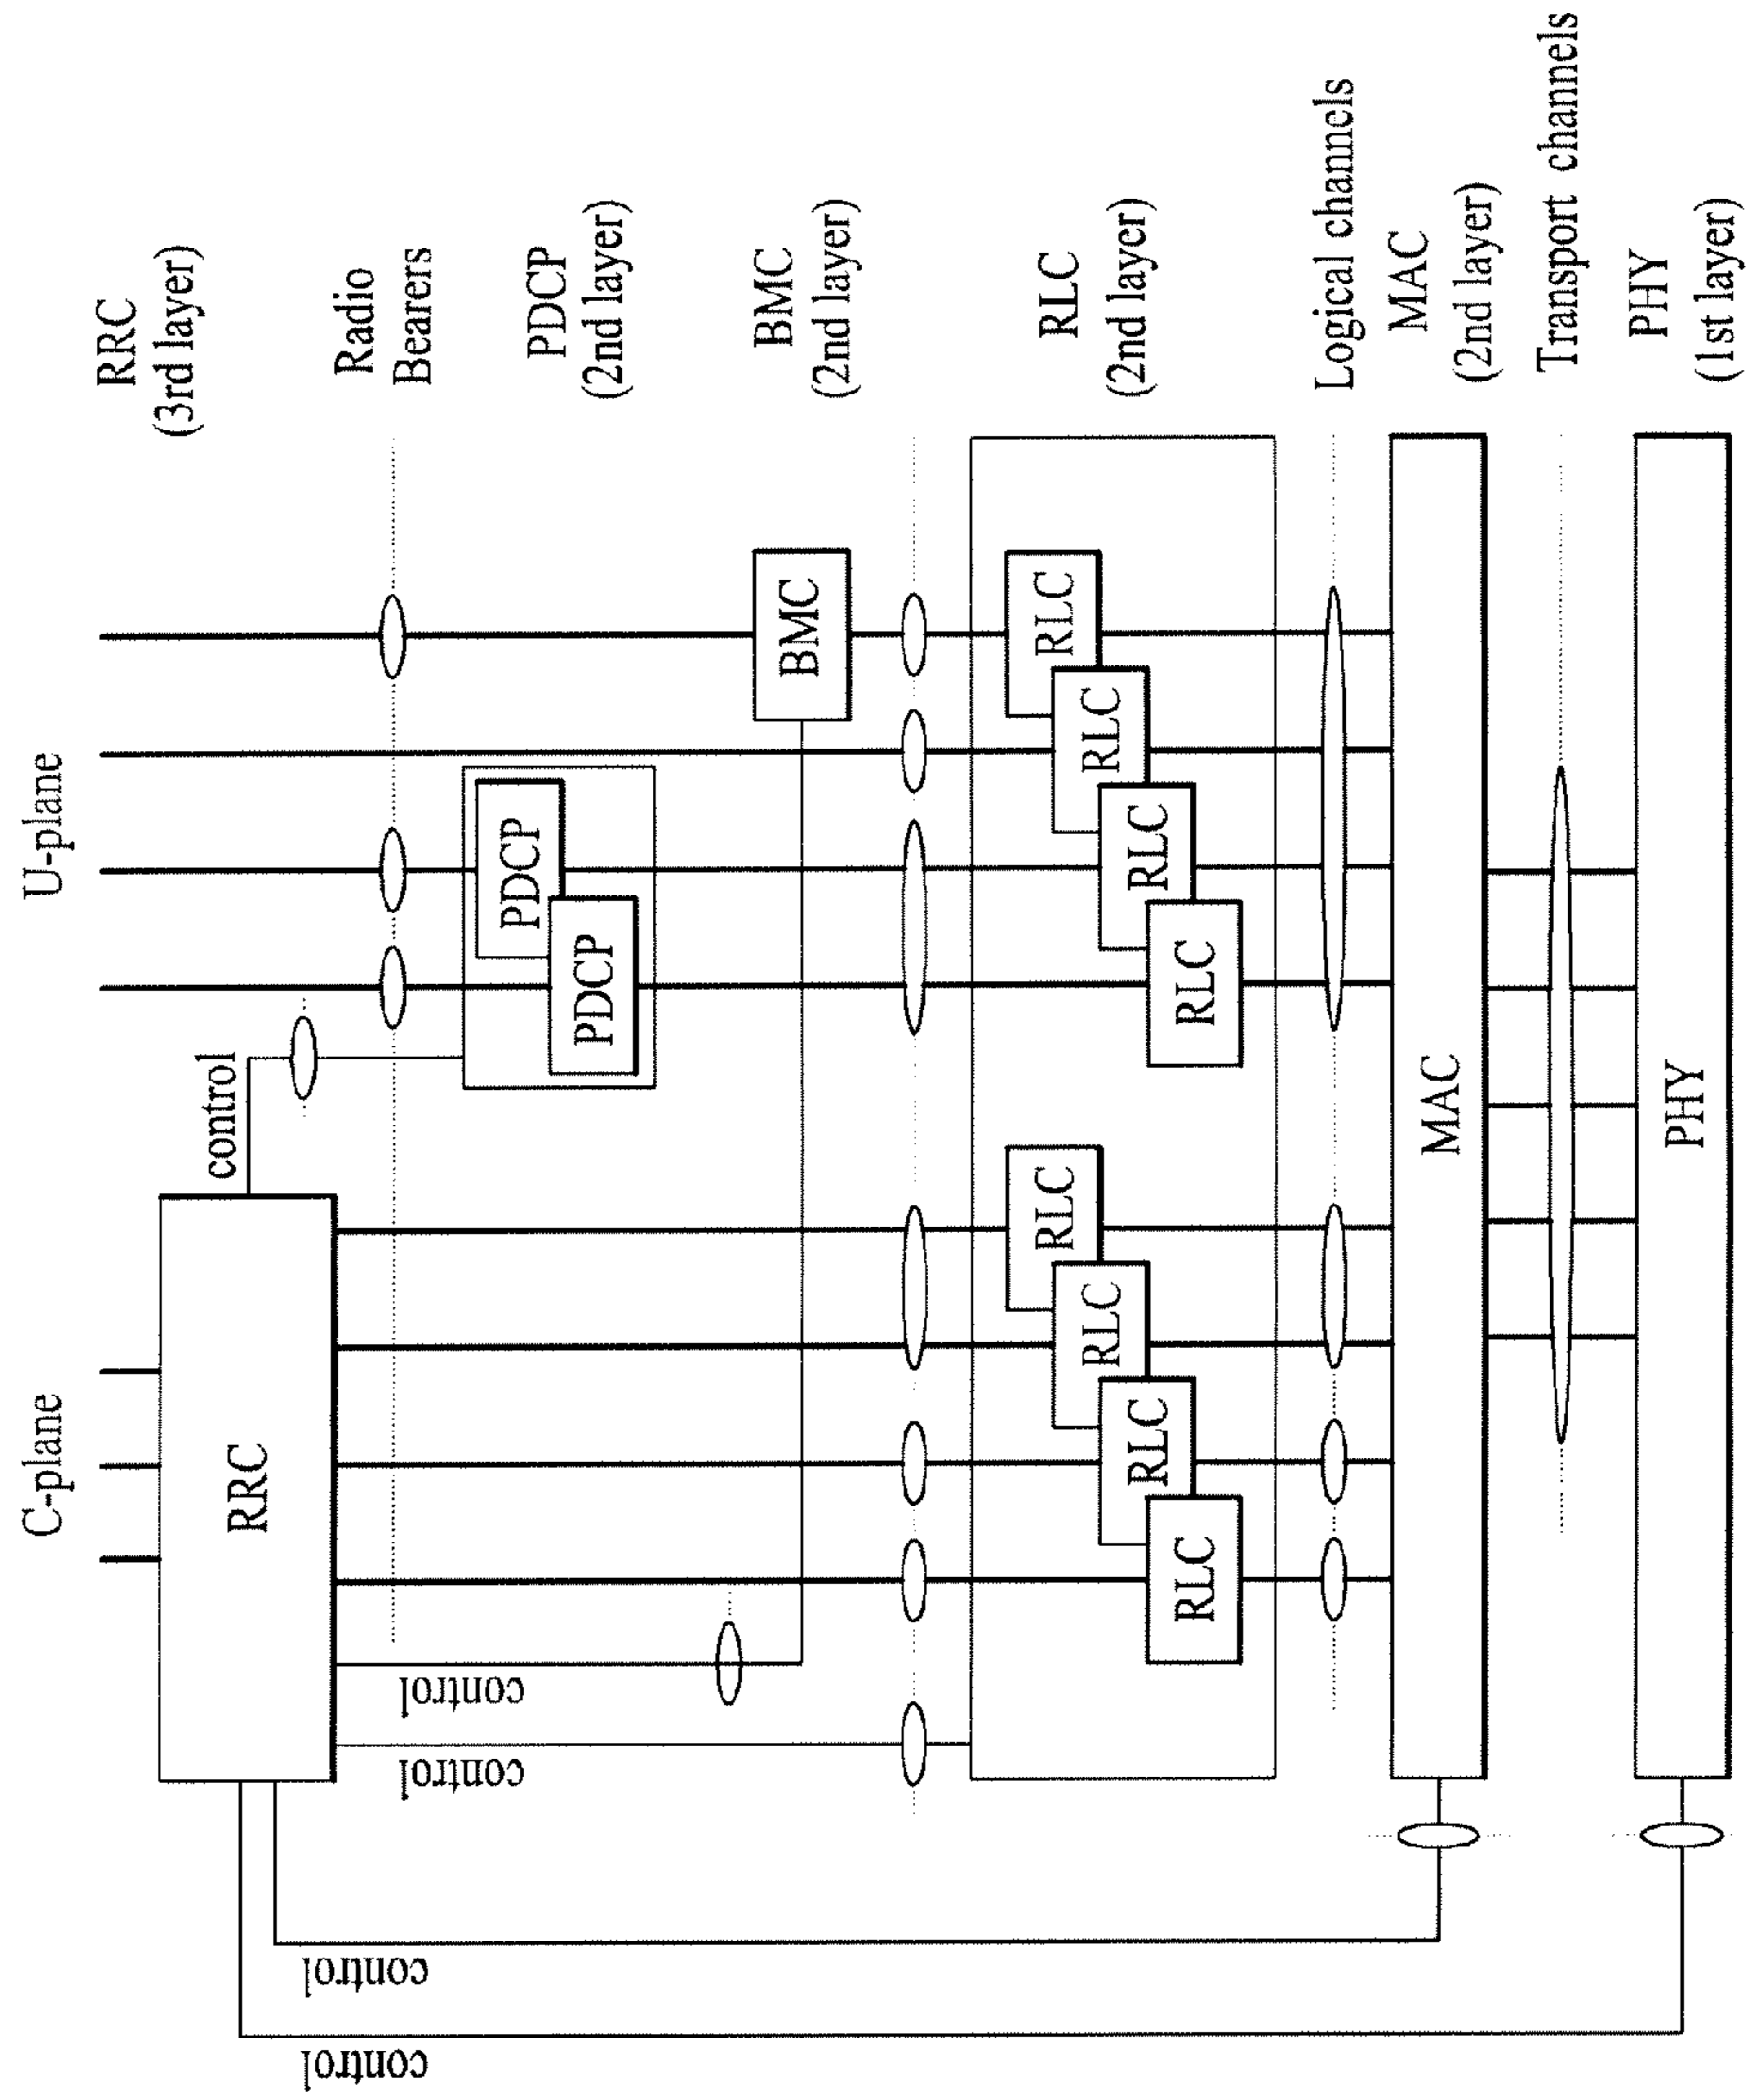 C-plane
U-plane
RRC
(3rd layer)
RRC
control
control
control
control
control
Radio
Bearers
PDCP
PDCP
PDCP
(2nd layer)
BMC
BMC
(2nd layer)
RLC
RLC
RLC
RLC
RLC
RLC
RLC
RLC
RLC
(2nd layer)
Logical channels
MAC
MAC
(2nd layer)
Transport channels
PHY
PHY
(1st layer)